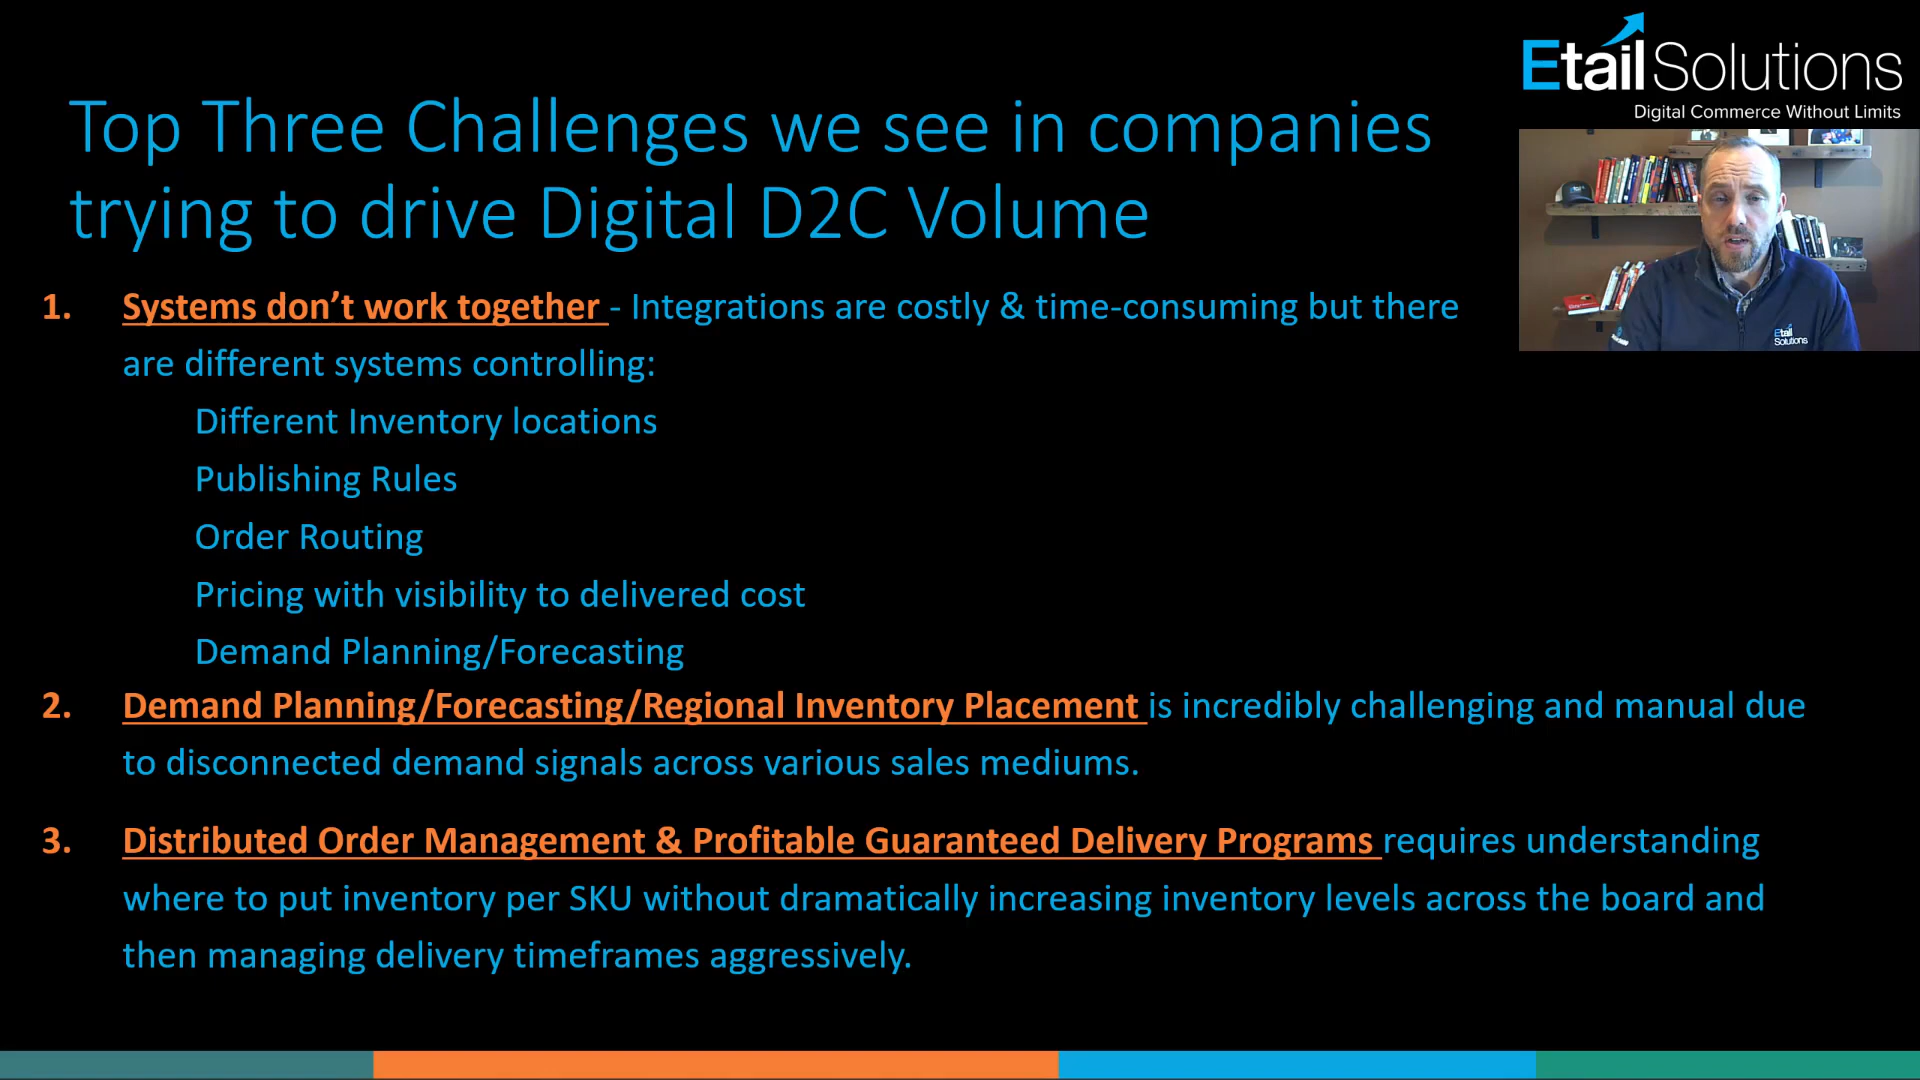 Etail Solutions
Digital Commerce Without Limits
Top Three Challenges we see in companies
trying to drive Digital D2C Volume
1. Systems don’t work together - Integrations are costly & time-consuming but there
are different systems controlling:
Different Inventory locations
Publishing Rules
Order Routing
Pricing with visibility to delivered cost
Demand Planning/Forecasting
2. Demand Planning/Forecasting/Regional Inventory Placement is incredibly challenging and manual due
to disconnected demand signals across various sales mediums.
3. Distributed Order Management & Profitable Guaranteed Delivery Programs requires understanding
where to put inventory per SKU without dramatically increasing inventory levels across the board and
then managing delivery timeframes aggressively.
Etail
Solutions